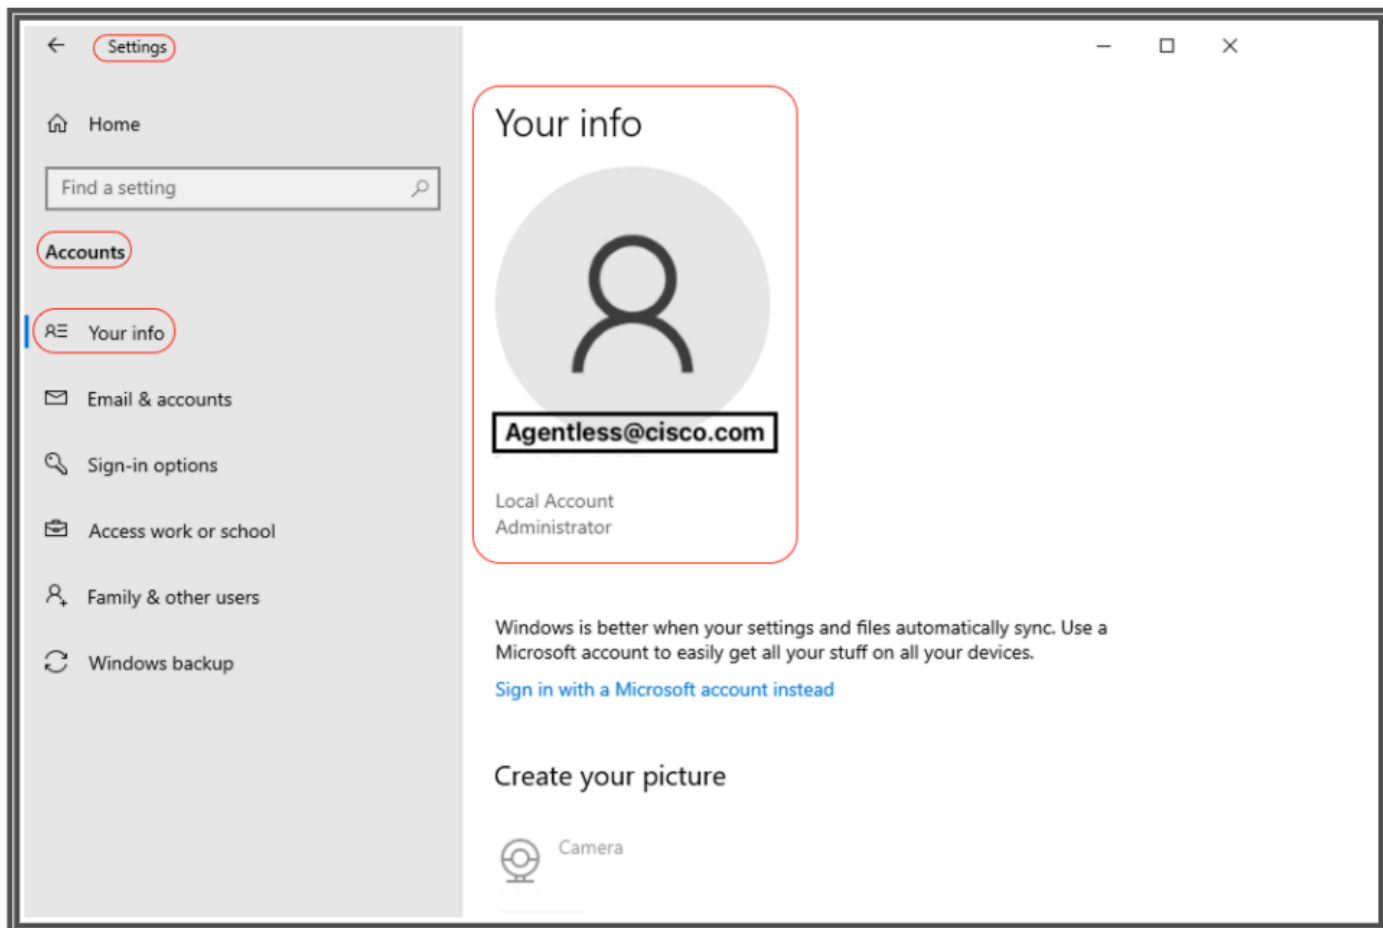 Settings
Home
Find a setting
Accounts
Your info
Email & accounts
Sign-in options
Access work or school
Family & other users
Windows backup
Your info
Agentless@cisco.com
Local Account
Administrator
Windows is better when your settings and files automatically sync. Use a
Microsoft account to easily get all your stuff on all your devices.
Sign in with a Microsoft account instead
Create your picture
Camera